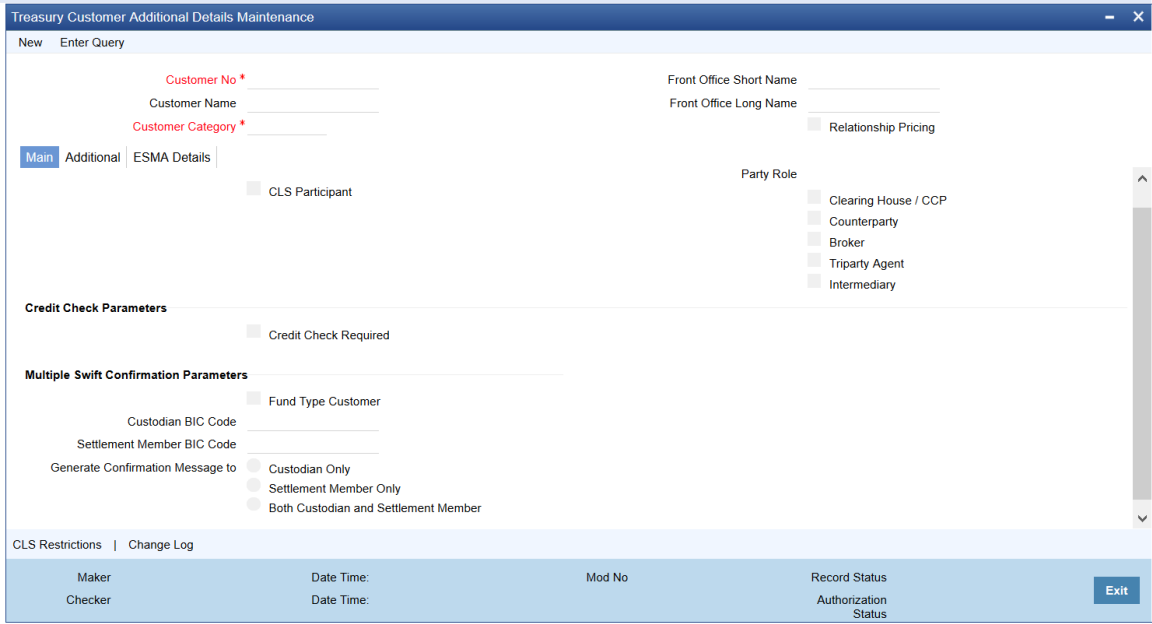 Treasury Customer Additional Details Maintenance
New Enter Query
Customer No * Front Office Short Name
Customer Name Front Office Long Name
Customer Category * Relationship Pricing
Main Additional ESMA Details
Party Role
CLS Participant
Clearing House / CCP
Counterparty
Broker
Triparty Agent
Intermediary
Credit Check Parameters
Credit Check Required
Multiple Swift Confirmation Parameters
Fund Type Customer
Custodian BIC Code
Settlement Member BIC Code
Generate Confirmation Message to Custodian Only
Settlement Member Only
Both Custodian and Settlement Member
CLS Restrictions | Change Log
Maker Date Time: Mod No Record Status
Exit
Checker Date Time: Authorization
Status